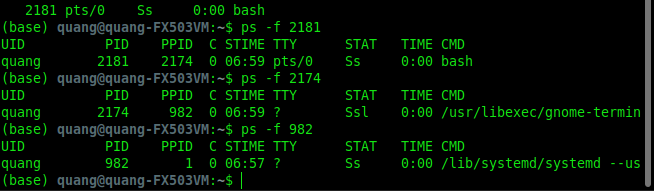 2181 pts/0    Ss     0:00 bash
(base) quang@quang-FX503VM:~$ ps -f 2181
UID          PID    PPID  C STIME TTY      STAT   TIME CMD
quang       2181    2174  0 06:59 pts/0    Ss     0:00 bash
(base) quang@quang-FX503VM:~$ ps -f 2174
UID          PID    PPID  C STIME TTY      STAT   TIME CMD
quang       2174     982  0 06:59 ?        Ssl    0:00 /usr/libexec/gnome-termin
(base) quang@quang-FX503VM:~$ ps -f 982
UID          PID    PPID  C STIME TTY      STAT   TIME CMD
quang        982       1  0 06:57 ?        Ss     0:00 /lib/systemd/systemd --us
(base) quang@quang-FX503VM:~$